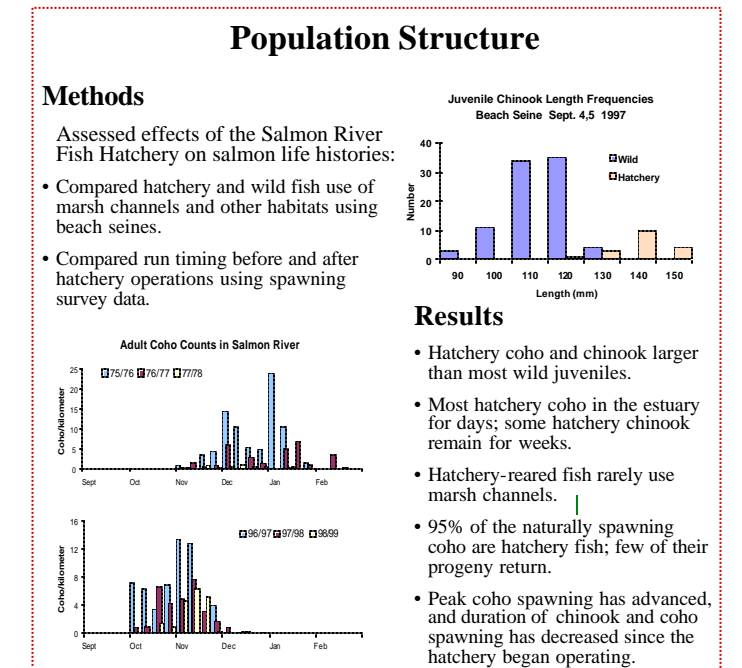 Population Structure
Methods
Assessed effects of the Salmon River
Fish Hatchery on salmon life histories:
• Compared hatchery and wild fish use of
marsh channels and other habitats using
beach seines.
• Compared run timing before and after
hatchery operations using spawning
survey data.
Adult Coho Counts in Salmon River
75/76 76/77 77/78
Coho/kilometer
25
20
15
10
5
0
Sept Oct Nov Dec Jan Feb
96/97 97/98 98/99
Coho/kilometer
16
12
8
4
0
Sept Oct Nov Dec Jan Feb
Juvenile Chinook Length Frequencies
Beach Seine Sept. 4,5 1997
Wild
Hatchery
Number
40
30
20
10
0
90 100 110 120 130 140 150
Length (mm)
Results
• Hatchery coho and chinook larger
than most wild juveniles.
• Most hatchery coho in the estuary
for days; some hatchery chinook
remain for weeks.
• Hatchery-reared fish rarely use
marsh channels.
• 95% of the naturally spawning
coho are hatchery fish; few of their
progeny return.
• Peak coho spawning has advanced,
and duration of chinook and coho
spawning has decreased since the
hatchery began operating.